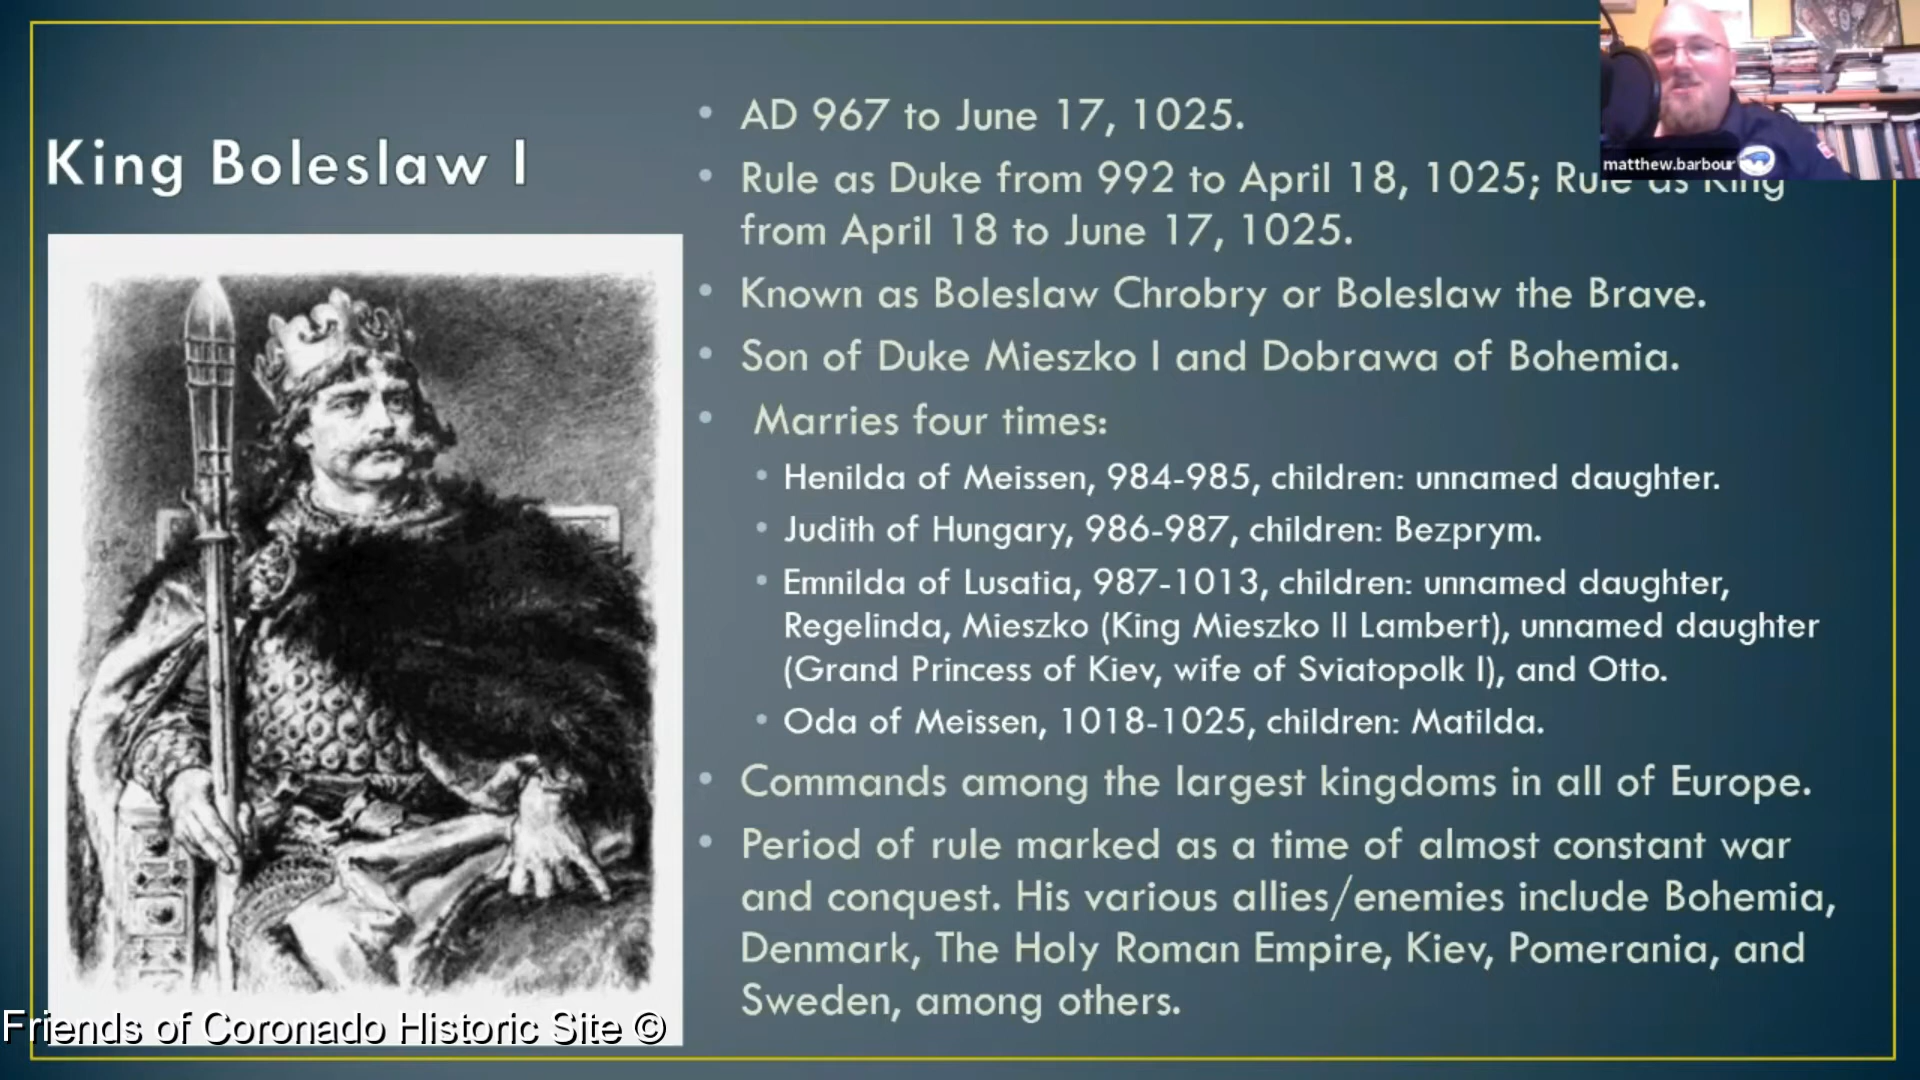 King Boleslaw I
• AD 967 to June 17, 1025.
• Rule as Duke from 992 to April 18, 1025; Rule as King
from April 18 to June 17, 1025.
• Known as Boleslaw Chrobry or Boleslaw the Brave.
• Son of Duke Mieszko I and Dobrawa of Bohemia.
• Marries four times:
• Henilda of Meissen, 984-985, children: unnamed daughter.
• Judith of Hungary, 986-987, children: Bezprym.
• Emnilda of Lusatia, 987-1013, children: unnamed daughter,
Regelinda, Mieszko (King Mieszko II Lambert), unnamed daughter
(Grand Princess of Kiev, wife of Sviatopolk I), and Otto.
• Oda of Meissen, 1018-1025, children: Matilda.
• Commands among the largest kingdoms in all of Europe.
• Period of rule marked as a time of almost constant war
and conquest. His various allies/enemies include Bohemia,
Denmark, The Holy Roman Empire, Kiev, Pomerania, and
Sweden, among others.
matthew.barbour
Friends of Coronado Historic Site ©